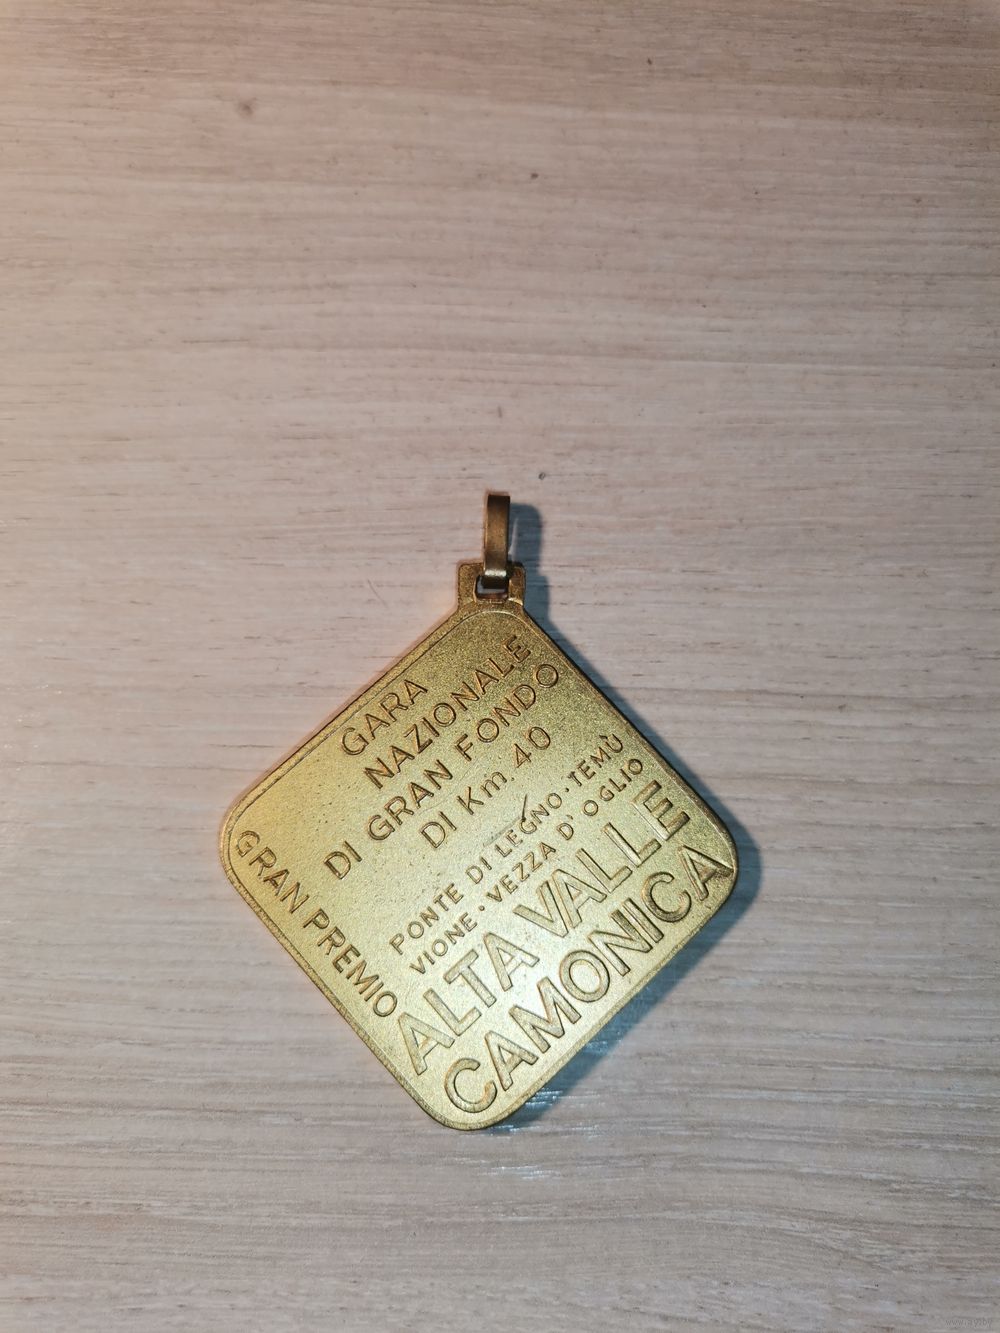 GARA
NAZIONALE
DI GRAN FONDO
DI Km. 40
PONTE DI LEGNO · TEMÙ
VIONE · VEZZA D'OGLIO
ALTA VALLE
CAMONICA
GRAN PREMIO